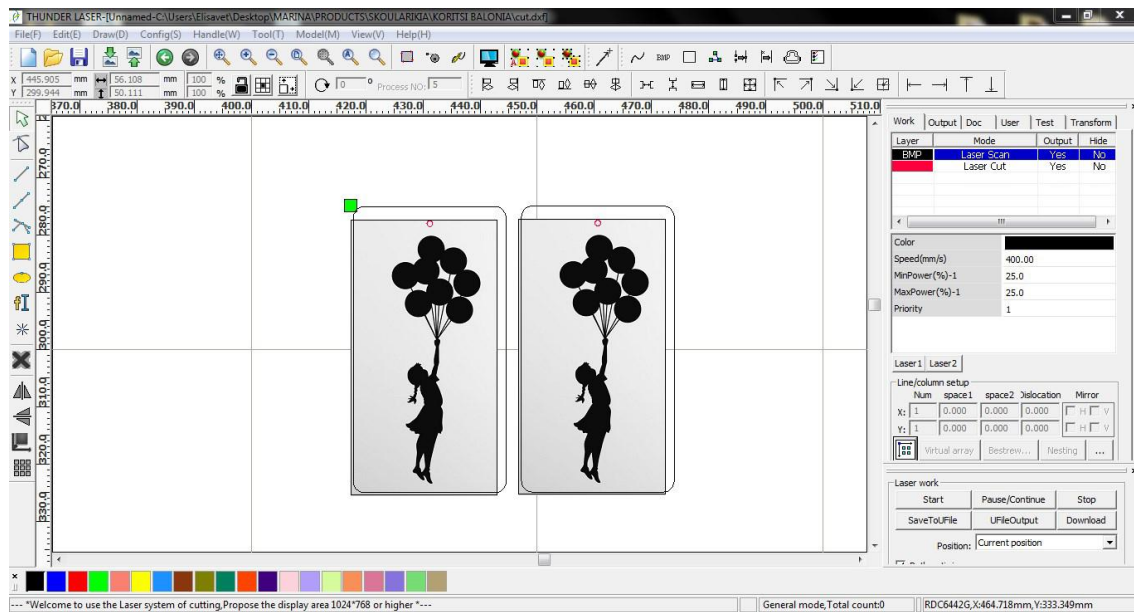 THUNDER LASER-[Unnamed-C:\Users\Elisavet\Desktop\MARINA\PRODUCTS\SKOULARIKIA\KORITSI BALONIA\cut.dxf]
File(F) Edit(E) Draw(D) Config(S) Handle(W) Tool(T) Model(M) View(V) Help(H)
BMP
X 445.905 mm 56.108 mm 100 %
Y 299.944 mm 50.111 mm 100 %
0 ° Process NO: 5
370.0 380.0 390.0 400.0 410.0 420.0 430.0 440.0 450.0 460.0 470.0 480.0 490.0 500.0 510.0
270.0
280.0
290.0
300.0
310.0
320.0
330.0
Work Output Doc User Test Transform
Layer Mode Output Hide
BMP Laser Scan Yes No
Laser Cut Yes No
Color
Speed(mm/s) 400.00
MinPower(%)-1 25.0
MaxPower(%)-1 25.0
Priority 1
Laser1 Laser2
Line/column setup
Num space1 space2 Dislocation Mirror
X: 1 0.000 0.000 0.000 H V
Y: 1 0.000 0.000 0.000 H V
Virtual array Bestrew... Nesting ...
Laser work
Start Pause/Continue Stop
SaveToUFile UFileOutput Download
Position: Current position
--- *Welcome to use the Laser system of cutting,Propose the display area 1024*768 or higher *---
General mode,Total count:0
RDC6442G,X:464.718mm,Y:333.349mm